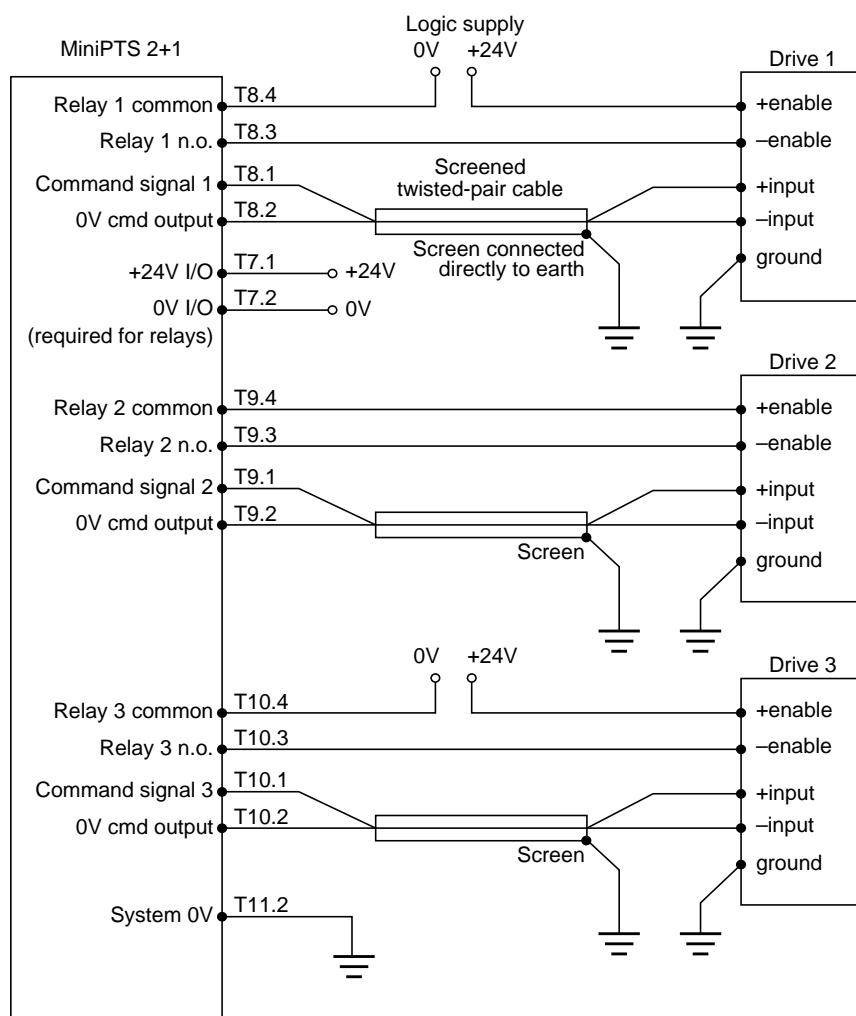 Logic supply
0V +24V
MiniPTS 2+1
Drive 1
Relay 1 common T8.4 +enable
Relay 1 n.o. T8.3 –enable
Screened
twisted-pair cable
Command signal 1 T8.1 +input
0V cmd output T8.2 –input
Screen connected
directly to earth
ground
+24V I/O T7.1 +24V
0V I/O T7.2 0V
(required for relays)
Drive 2
Relay 2 common T9.4 +enable
Relay 2 n.o. T9.3 –enable
Command signal 2 T9.1 +input
0V cmd output T9.2 –input
Screen
ground
0V +24V
Drive 3
Relay 3 common T10.4 +enable
Relay 3 n.o. T10.3 –enable
Command signal 3 T10.1 +input
0V cmd output T10.2 –input
Screen
ground
System 0V T11.2